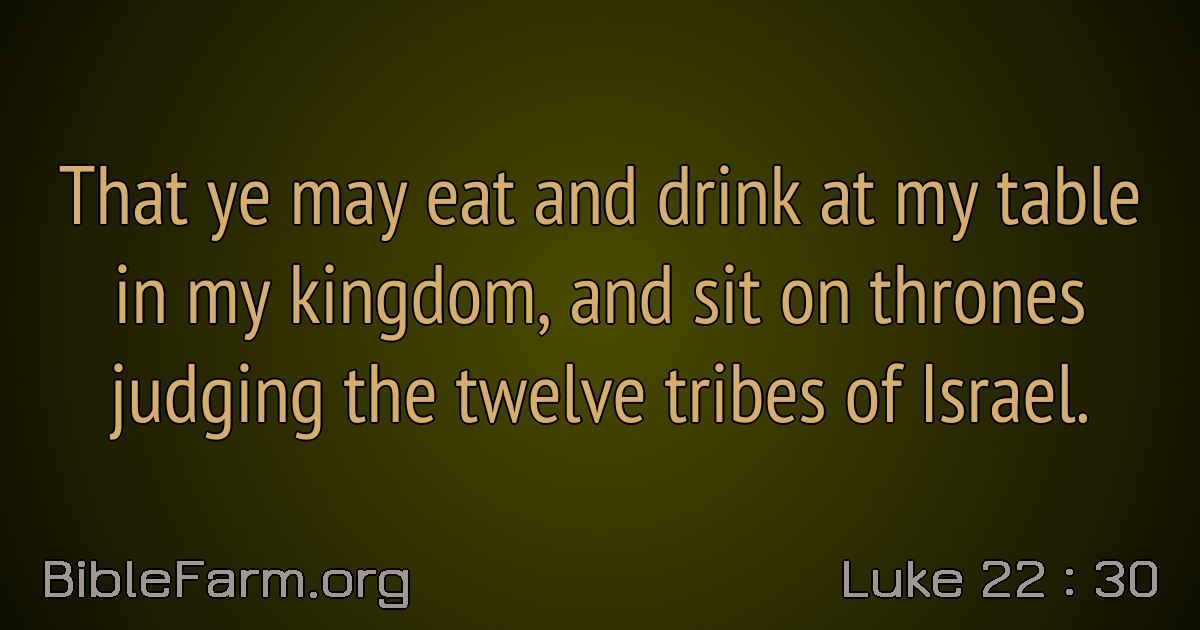 That ye may eat and drink at my table
in my kingdom, and sit on thrones
judging the twelve tribes of Israel.
BibleFarm.org
Luke 22 : 30